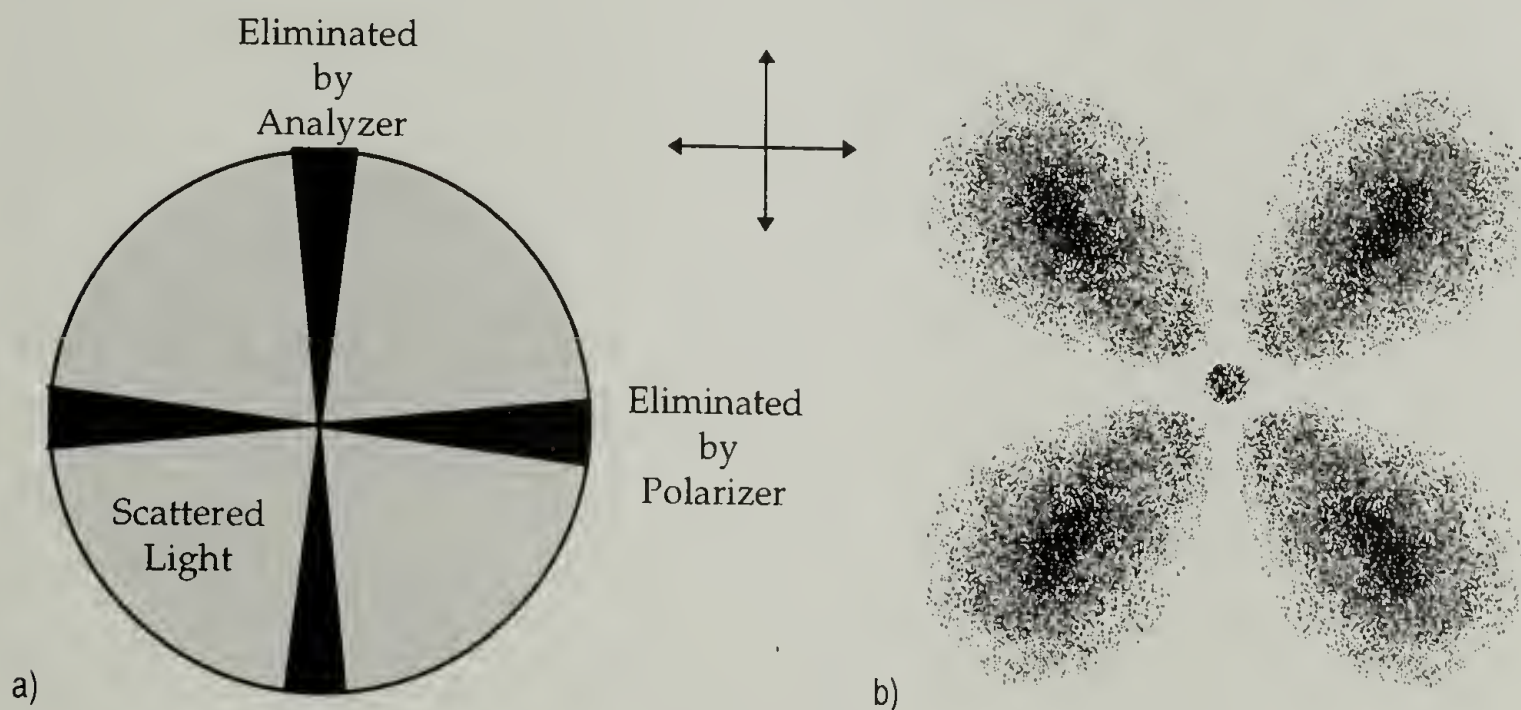 Eliminated
by
Analyzer
Eliminated
by
Polarizer
Scattered
Light
a)
b)